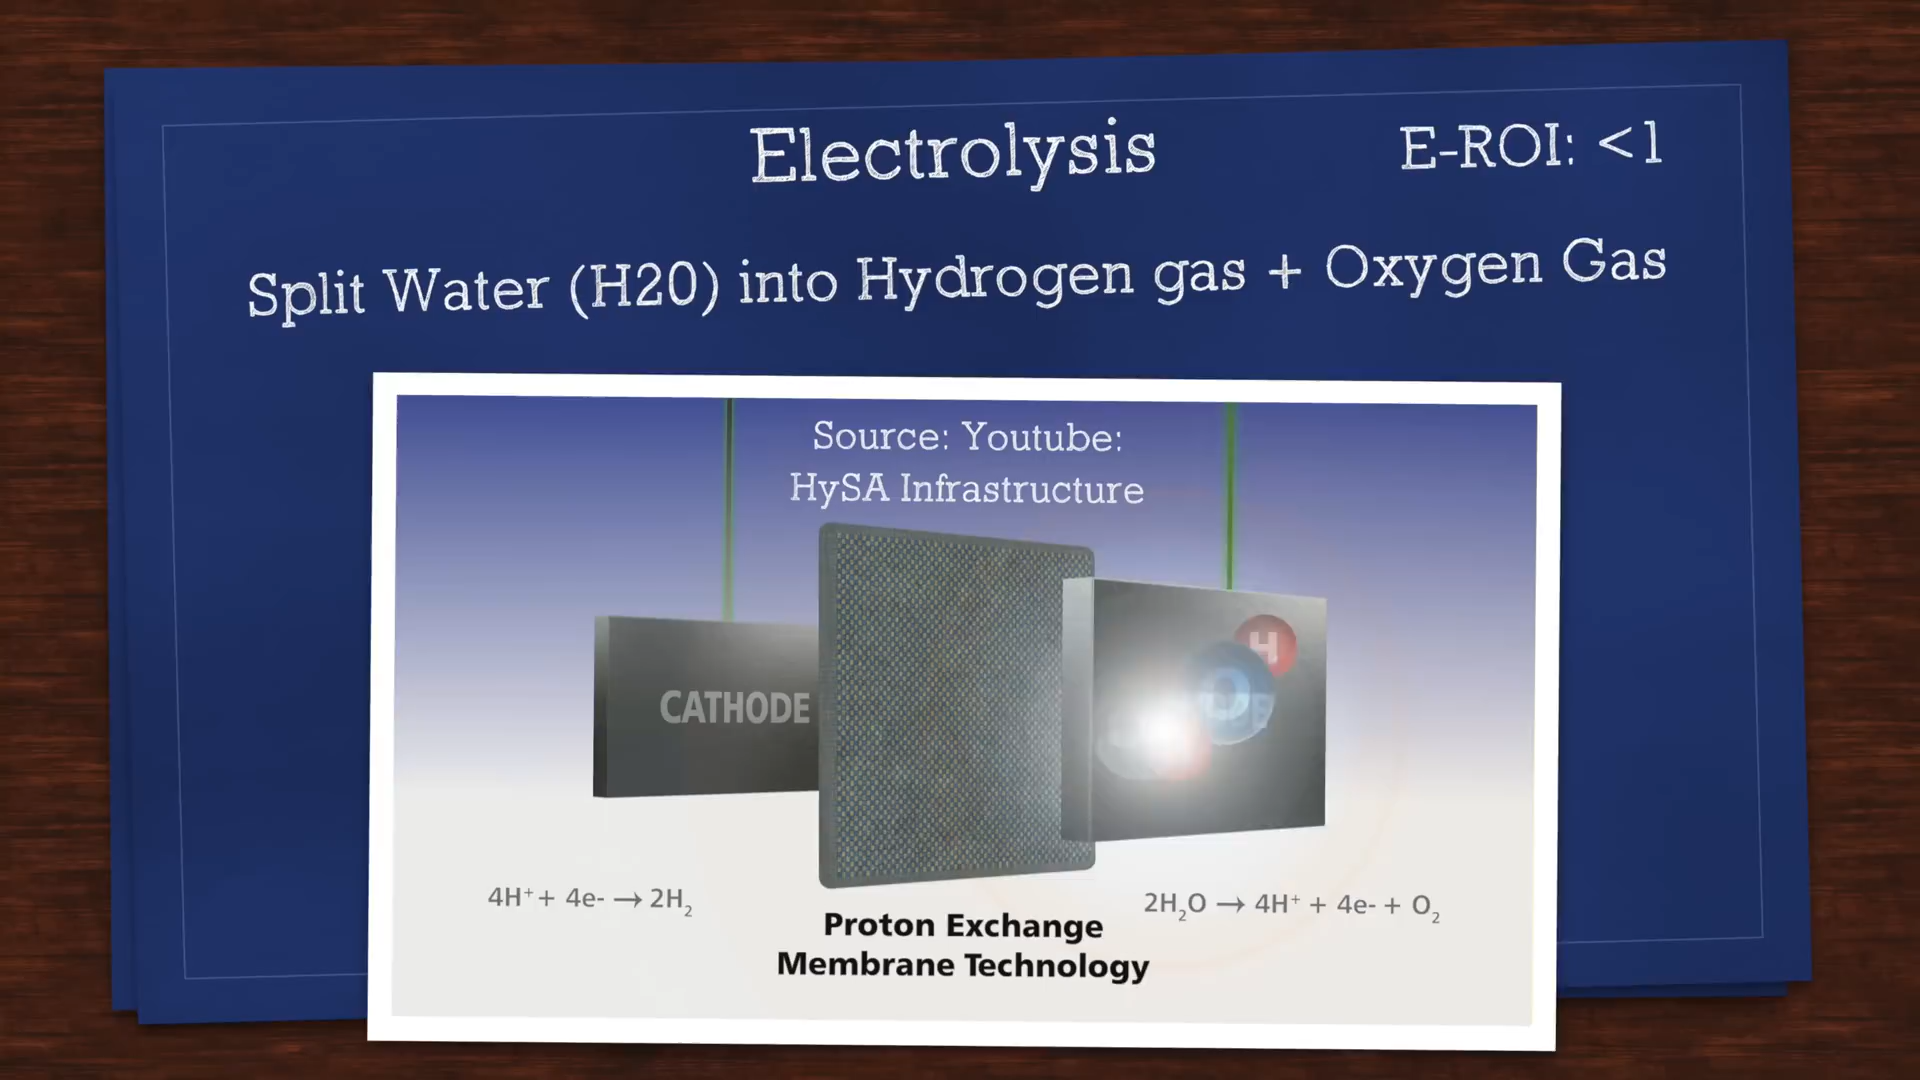 Electrolysis
E-ROI: <1
Split Water (H20) into Hydrogen gas + Oxygen Gas
Source: Youtube:
HySA Infrastructure
CATHODE
H
O
4H⁺ + 4e- → 2H₂
2H₂O → 4H⁺ + 4e- + O₂
Proton Exchange
Membrane Technology